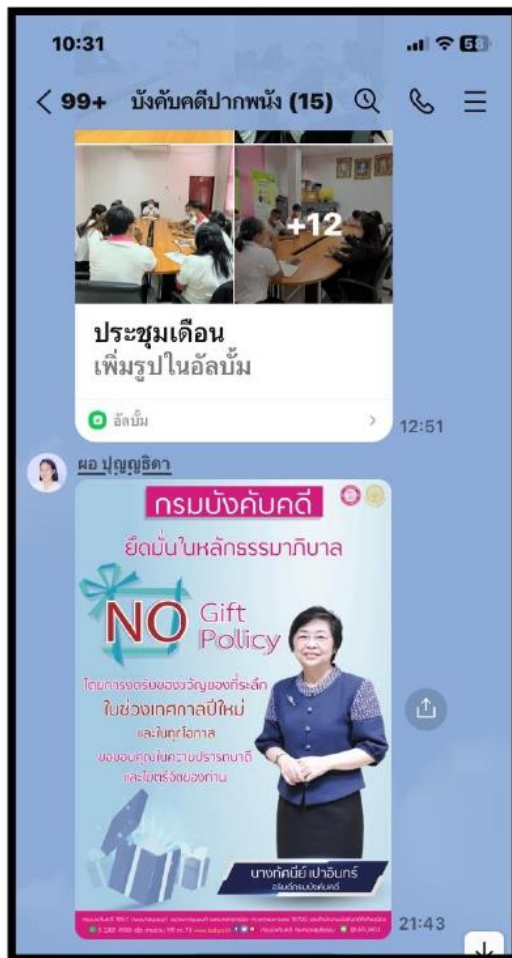 10:31
58
99+ บังคับคดีปากพนัง (15)
+12
ประชุมเดือน
เพิ่มรูปในอัลบั้ม
อัลบั้ม
12:51
ผอ ปุญญธิดา
กรมบังคับคดี
ยึดมั่นในหลักธรรมาภิบาล
NO Gift
Policy
โดยการงดรับของขวัญของที่ระลึก
ในช่วงเทศกาลปีใหม่
และในทุกโอกาส
ขอขอบคุณในความปรารถนาดี
และไมตรีจิตของท่าน
นางทัศนีย์ เปาอินทร์
อธิบดีกรมบังคับคดี
21:43